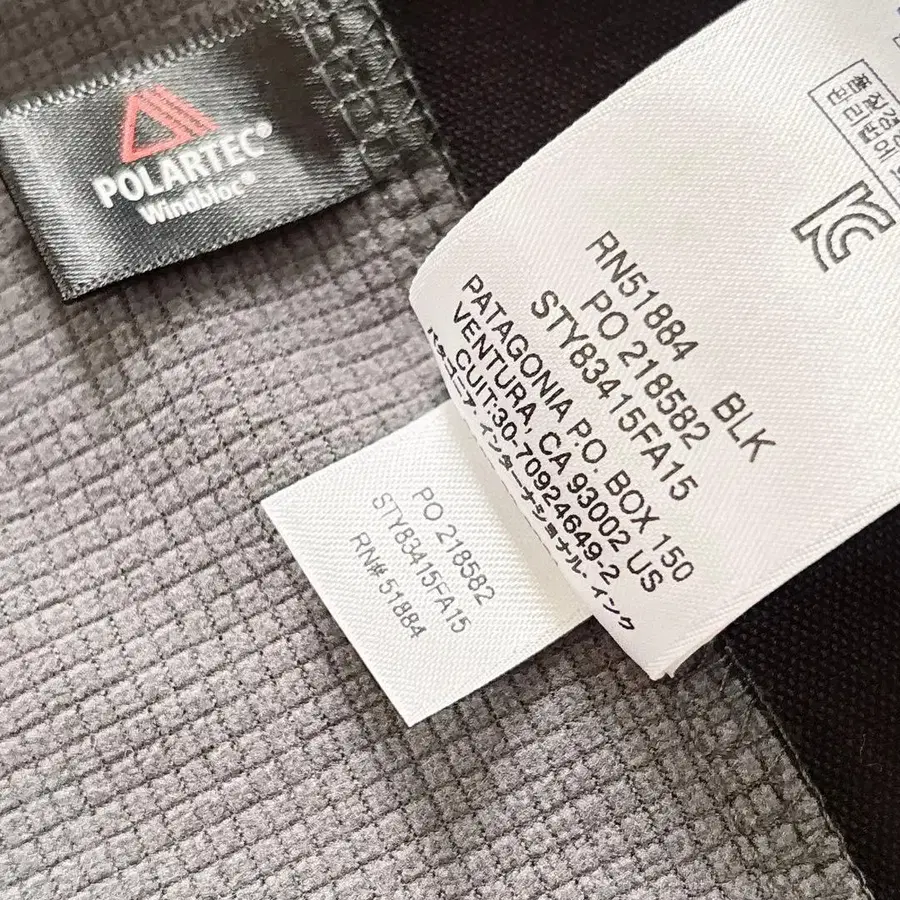 POLARTEC®
Windbloc®
RN51884 BLK
PO 218582
STY83415FA15
PATAGONIA P.O. BOX 150
VENTURA, CA 93002 US
CUIT:30-70924649-2
パタゴニア・インターナショナル・インク
PO 218582
STY83415FA15
RN# 51884